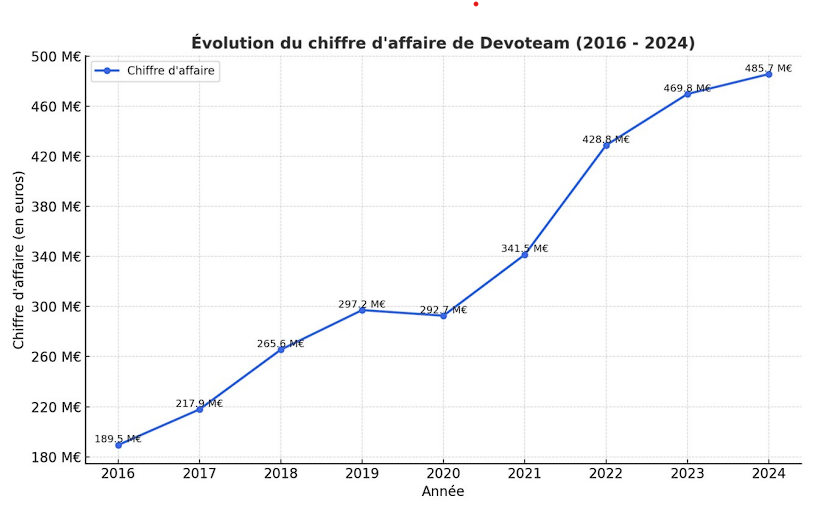 Évolution du chiffre d'affaire de Devoteam (2016 - 2024)
Chiffre d'affaire
Chiffre d'affaire (en euros)
500 M€
460 M€
420 M€
380 M€
340 M€
300 M€
260 M€
220 M€
180 M€
189.5 M€
217.9 M€
265.6 M€
297.2 M€
292.7 M€
341.5 M€
428.8 M€
469.8 M€
485.7 M€
2016 2017 2018 2019 2020 2021 2022 2023 2024
Année